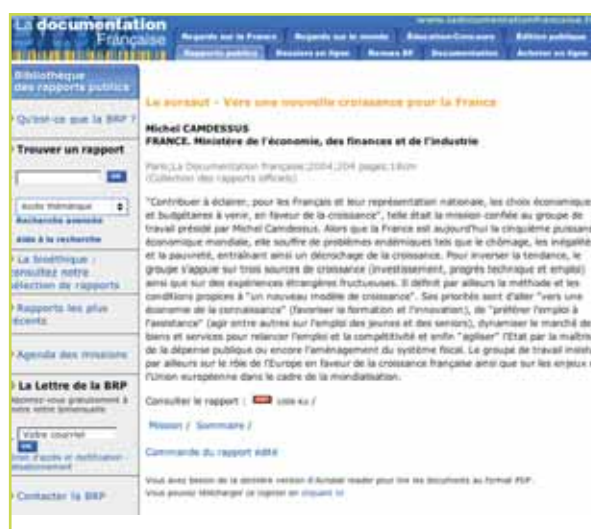 www.ladocumentationfrancaise.f
La documentation
Française
Regards sur la France Regards sur le monde Education-Concours Edition publique
Rapports publics Dossiers en ligne Revues DF Documentation Acheter en ligne
Bibliothèque
des rapports publics
Qu'est-ce que la BRP ?
Trouver un rapport
Accès thématique
Recherche avancée
Aide à la recherche
La bioéthique :
consultez notre
sélection de rapports
Rapports les plus
récents
Agenda des missions
La Lettre de la BRP
Abonnez-vous gratuitement à
notre lettre bimensuelle
Votre courriel
Droit d'accès et rectification -
désabonnement
Contacter la BRP
Le sursaut - Vers une nouvelle croissance pour la France
Michel CAMDESSUS
FRANCE. Ministère de l'économie, des finances et de l'industrie
Paris;La Documentation française;2004;204 pages;18cm
(Collection des rapports officiels)
"Contribuer à éclairer, pour les Français et leur représentation nationale, les choix économique
et budgétaires à venir, en faveur de la croissance", telle était la mission confiée au groupe de
travail présidé par Michel Camdessus. Alors que la France est aujourd'hui la cinquième puissan
économique mondiale, elle souffre de problèmes endémiques tels que le chômage, les inégalité
et la pauvreté, entraînant ainsi un décrochage de la croissance. Pour inverser la tendance, le
groupe s'appuie sur trois sources de croissance (investissement, progrès technique et emploi)
ainsi que sur des expériences étrangères fructueuses. Il définit par ailleurs la méthode et les
conditions propices à "un nouveau modèle de croissance". Ses priorités sont d'aller "vers une
économie de la connaissance" (favoriser la formation et l'innovation), de "préférer l'emploi à
l'assistance" (agir entre autres sur l'emploi des jeunes et des seniors), dynamiser le marché de
biens et services pour relancer l'emploi et la compétitivité et enfin "agiliser" l'Etat par la maîtris
de la dépense publique ou encore l'aménagement du système fiscal. Le groupe de travail insist
par ailleurs sur le rôle de l'Europe en faveur de la croissance française ainsi que sur les enjeux
l'Union européenne dans le cadre de la mondialisation.
Consulter le rapport : Ko /
Mission / Sommaire /
Commande du rapport édité
Vous avez besoin de la dernière version d'Acrobat reader pour lire les documents au format PDF.
Vous pouvez télécharger ce logiciel en cliquant ici